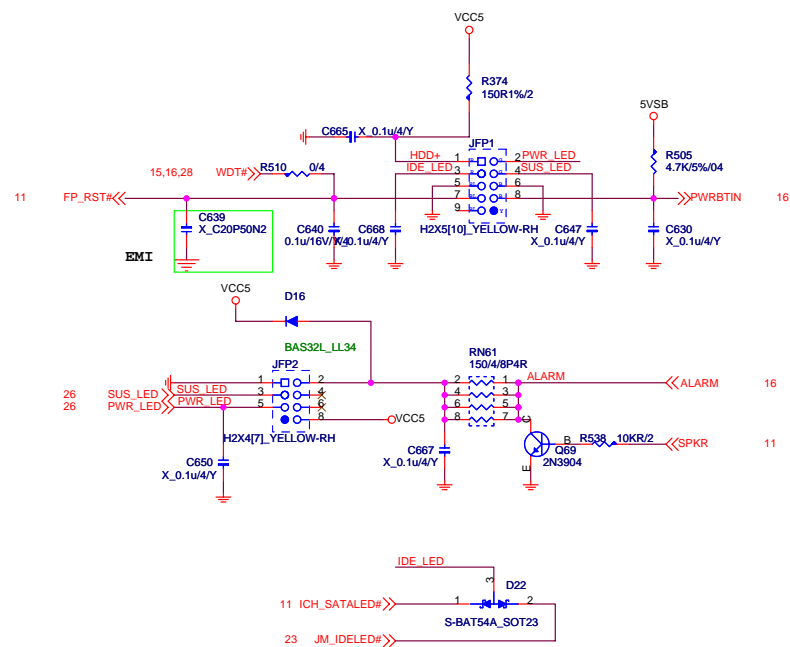 VCC5
R374
150R1%/2
C665 X_0.1u/4/Y
5VSB
JFP1
HDD+ 1 2 PWR_LED
IDE_LED 3 4 SUS_LED
5 6
7 8
9
R505
4.7K/5%/04
15,16,28 WDT# R510 0/4
11 FP_RST#
PWRBTIN 16
C639
X_C20P50N2
EMI
C640
0.1u/16V/
C668
X_0.1u/4/Y
H2X5[10]_YELLOW-RH
C647
X_0.1u/4/Y
C630
X_0.1u/4/Y
VCC5
D16
BAS32L_LL34
JFP2
1 2
26 SUS_LED SUS_LED 3 4
26 PWR_LED PWR_LED 5 6
8 VCC5
H2X4[7]_YELLOW-RH
C650
X_0.1u/4/Y
RN61
150/4/8P4R
2 1 ALARM
4 3
6 5
8 7
ALARM 16
C667
X_0.1u/4/Y
C
B
E
Q69
2N3904
R538 10KR/2
SPKR 11
IDE_LED
3
D22
11 ICH_SATALED# 1 2
S-BAT54A_SOT23
23 JM_IDELED#